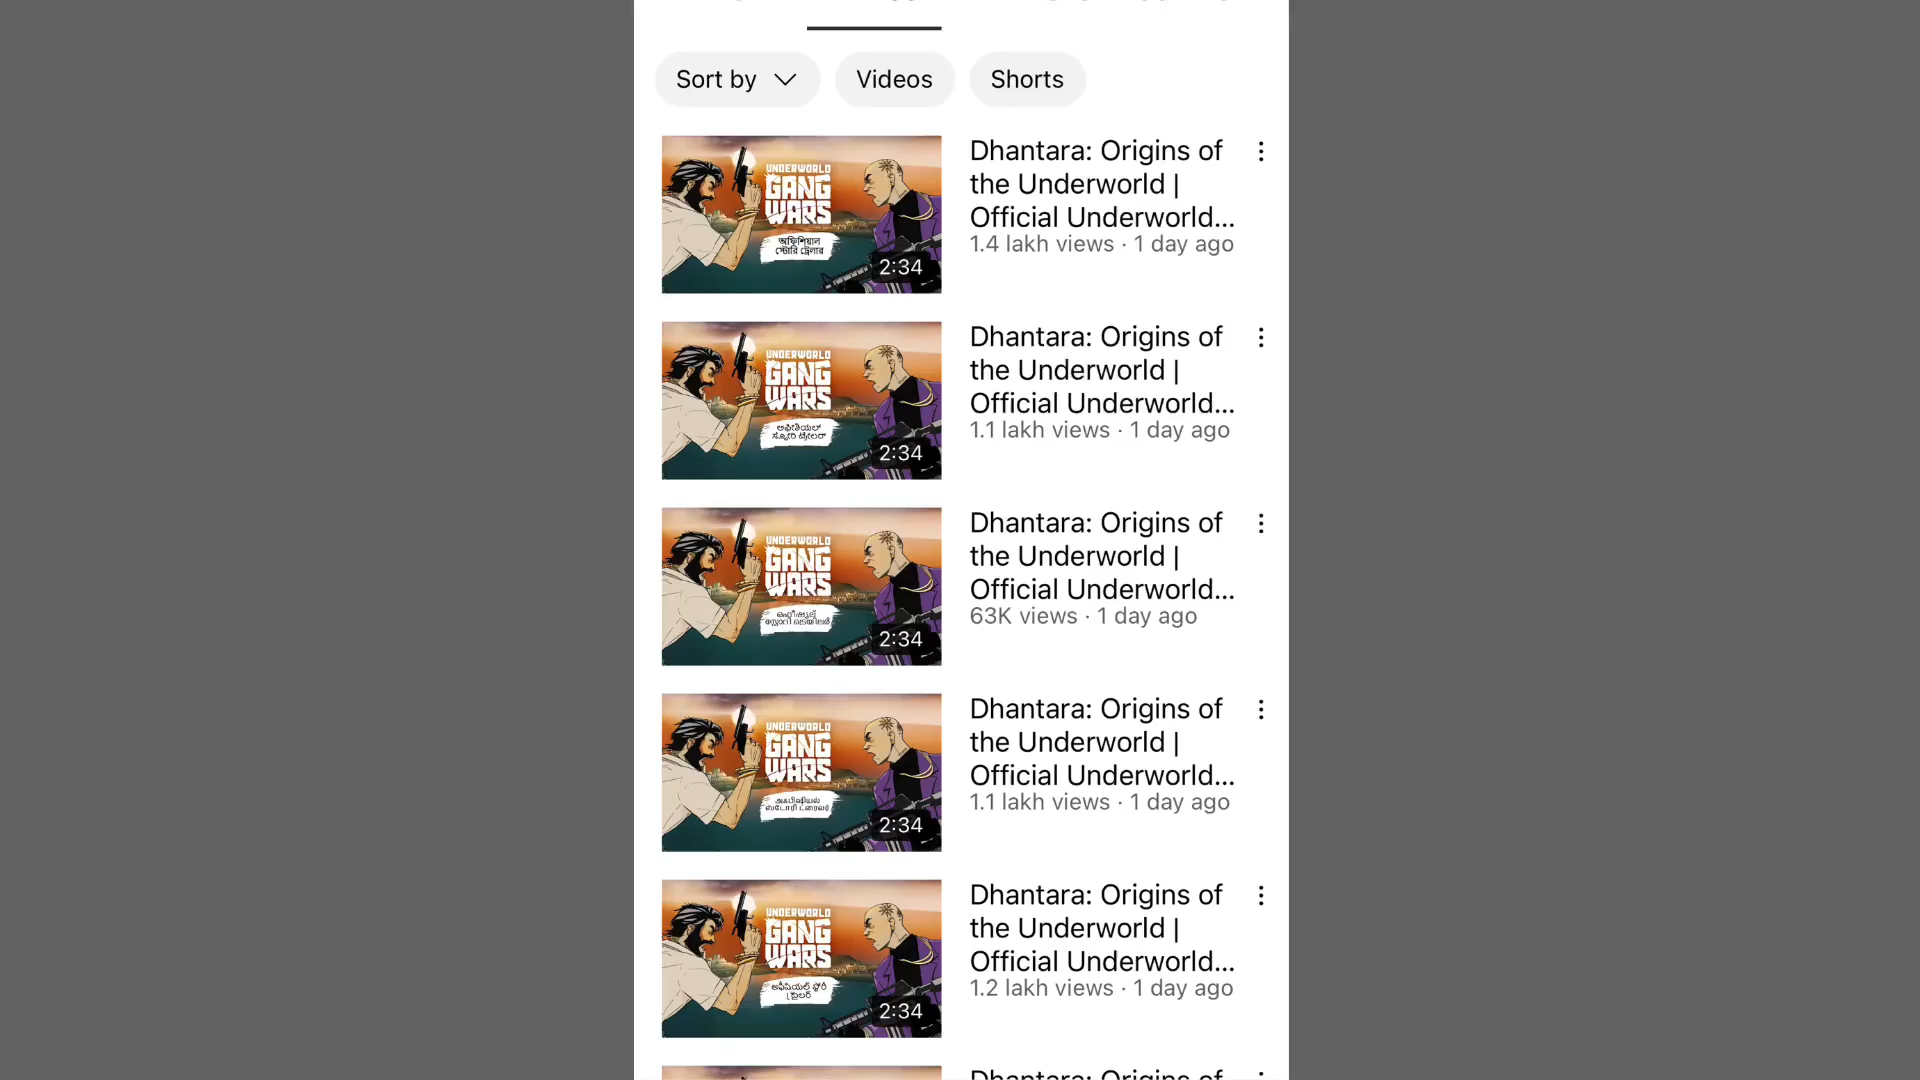 Sort by
Videos
Shorts
UNDERWORLD
GANG
WARS
অফিশিয়াল
স্টোরি ট্রেলার
2:34
Dhantara: Origins of
the Underworld |
Official Underworld...
1.4 lakh views · 1 day ago
UNDERWORLD
GANG
WARS
2:34
Dhantara: Origins of
the Underworld |
Official Underworld...
1.1 lakh views · 1 day ago
UNDERWORLD
GANG
WARS
2:34
Dhantara: Origins of
the Underworld |
Official Underworld...
63K views · 1 day ago
UNDERWORLD
GANG
WARS
2:34
Dhantara: Origins of
the Underworld |
Official Underworld...
1.1 lakh views · 1 day ago
UNDERWORLD
GANG
WARS
2:34
Dhantara: Origins of
the Underworld |
Official Underworld...
1.2 lakh views · 1 day ago
Dhantara: Origins of